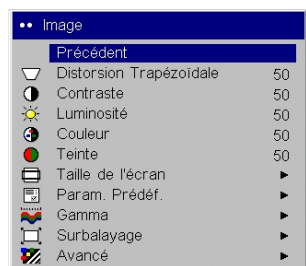 •• Image
Précédent
Distorsion Trapézoïdale 50
Contraste 50
Luminosité 50
Couleur 50
Teinte 50
Taille de l'écran ►
Param. Prédéf. ►
Gamma ►
Surbalayage ►
Avancé ►